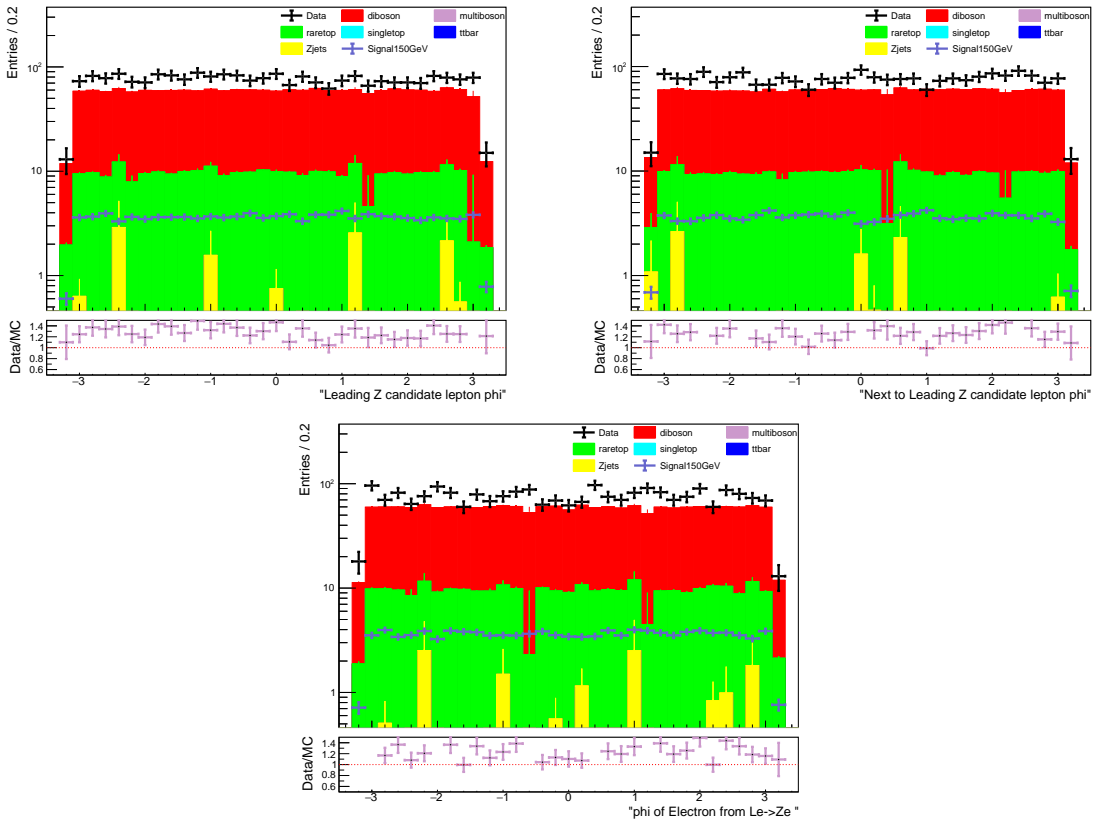 Entries / 0.2
Data diboson multiboson
raretop singletop ttbar
Zjets Signal150GeV
10²
10
1
Data/MC
1.4
1.2
1
0.8
0.6
−3 −2 −1 0 1 2 3
"Leading Z candidate lepton phi"
Entries / 0.2
Data diboson multiboson
raretop singletop ttbar
Zjets Signal150GeV
10²
10
1
Data/MC
1.4
1.2
1
0.8
0.6
−3 −2 −1 0 1 2 3
"Next to Leading Z candidate lepton phi"
Entries / 0.2
Data diboson multiboson
raretop singletop ttbar
Zjets Signal150GeV
10²
10
1
Data/MC
1.4
1.2
1
0.8
0.6
−3 −2 −1 0 1 2 3
"phi of Electron from Le->Ze "